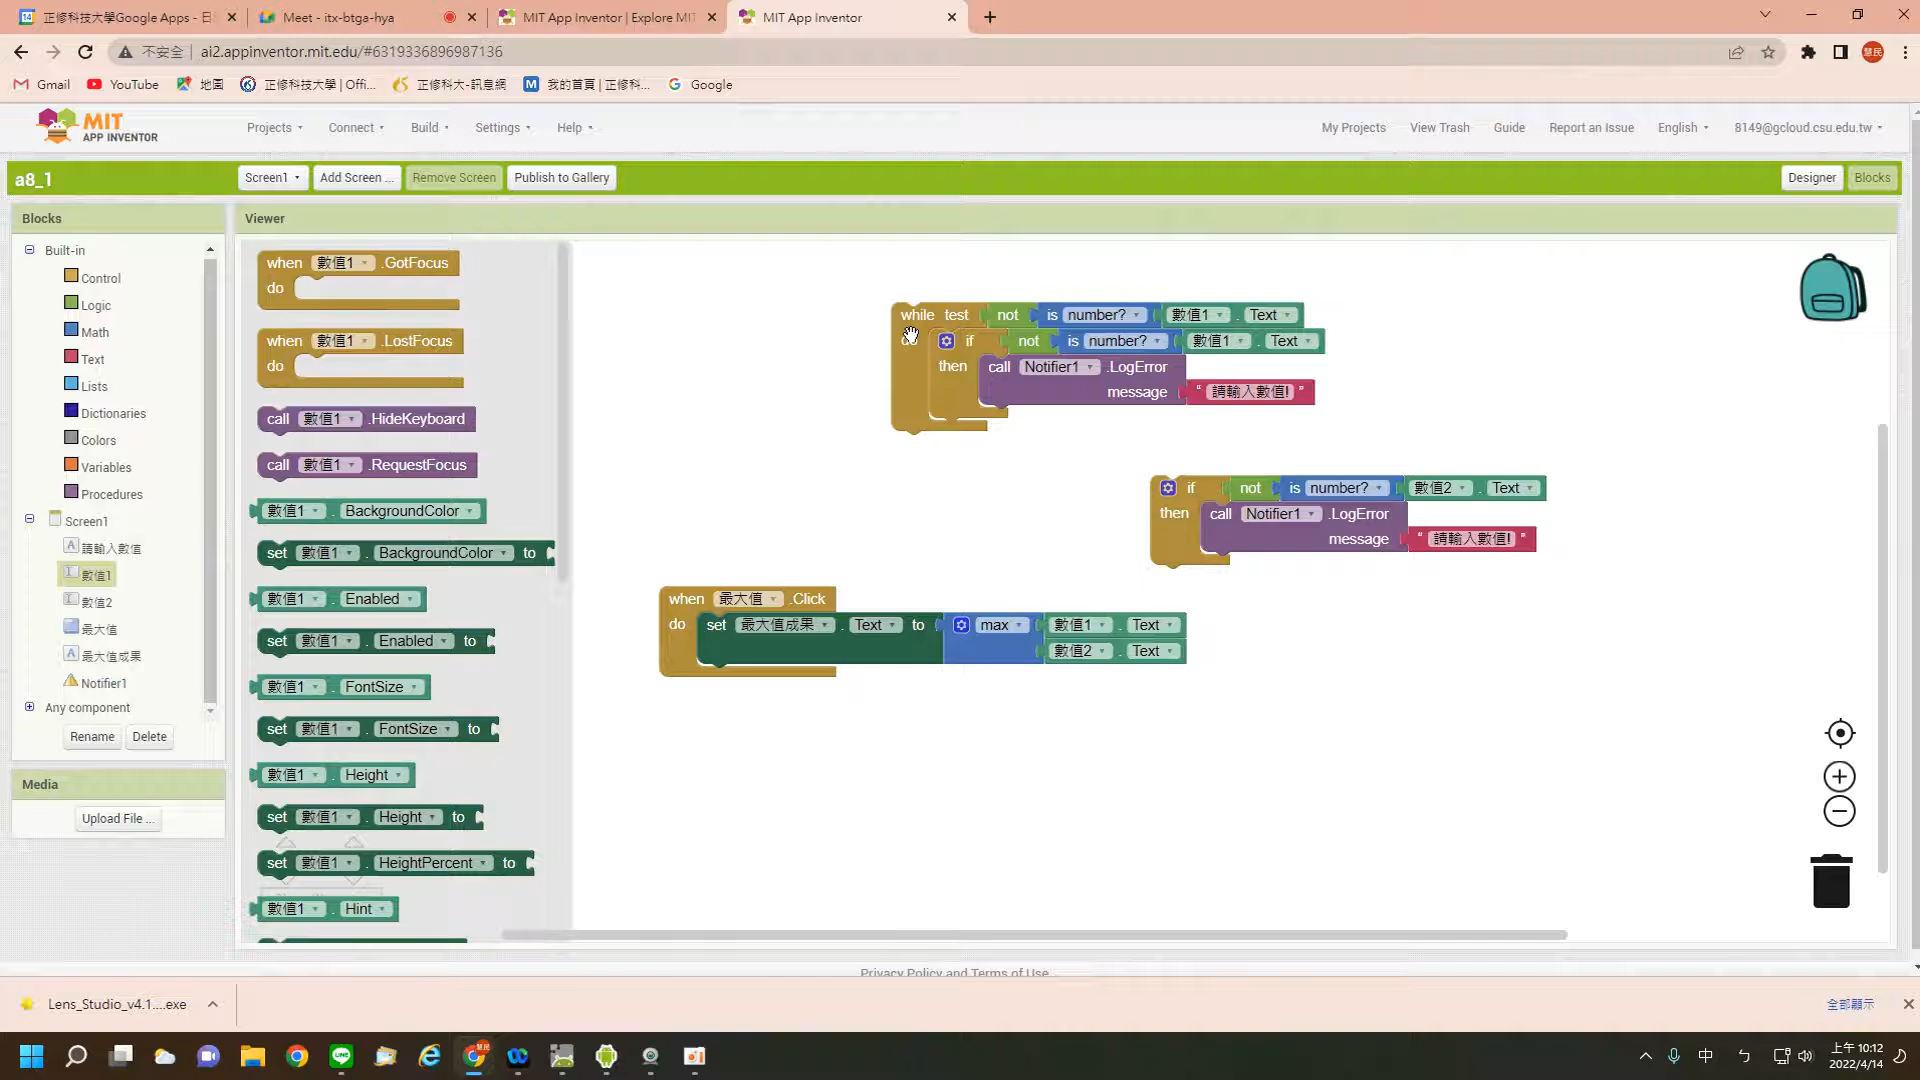 正修科技大學Google Apps - 日
Meet - itx-btga-hya
MIT App Inventor | Explore MIT
MIT App Inventor
不安全 | ai2.appinventor.mit.edu/#6319336896987136
慧民
Gmail
YouTube
地圖
正修科技大學 | Offi...
正修科大-訊息網
我的首頁 | 正修科...
Google
MIT
APP INVENTOR
Projects
Connect
Build
Settings
Help
My Projects
View Trash
Guide
Report an Issue
English
8149@gcloud.csu.edu.tw
a8_1
Screen1
Add Screen ...
Remove Screen
Publish to Gallery
Designer
Blocks
Blocks
Built-in
Control
Logic
Math
Text
Lists
Dictionaries
Colors
Variables
Procedures
Screen1
請輸入數值
數值1
數值2
最大值
最大值成果
Notifier1
Any component
Rename
Delete
Media
Upload File ...
Viewer
when 數值1 .GotFocus
do
when 數值1 .LostFocus
do
call 數值1 .HideKeyboard
call 數值1 .RequestFocus
數值1 . BackgroundColor
set 數值1 . BackgroundColor to
數值1 . Enabled
set 數值1 . Enabled to
數值1 . FontSize
set 數值1 . FontSize to
數值1 . Height
set 數值1 . Height to
set 數值1 . HeightPercent to
數值1 . Hint
while test not is number? 數值1 . Text
if not is number? 數值1 . Text
then call Notifier1 .LogError
message " 請輸入數值! "
if not is number? 數值2 . Text
then call Notifier1 .LogError
message " 請輸入數值! "
when 最大值 .Click
do set 最大值成果 . Text to max 數值1 . Text
數值2 . Text
Privacy Policy and Terms of Use
Lens_Studio_v4.1....exe
全部顯示
中
上午 10:12
2022/4/14